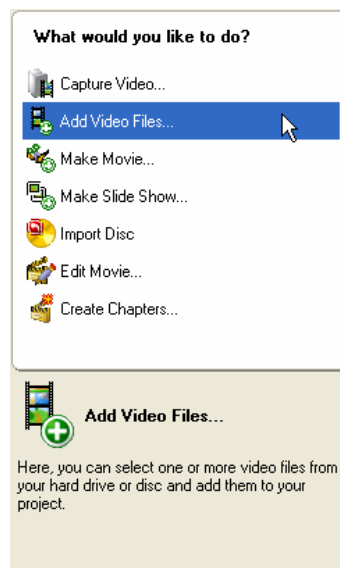 What would you like to do?
Capture Video...
Add Video Files...
Make Movie...
Make Slide Show...
Import Disc
Edit Movie...
Create Chapters...
Add Video Files...
Here, you can select one or more video files from
your hard drive or disc and add them to your
project.